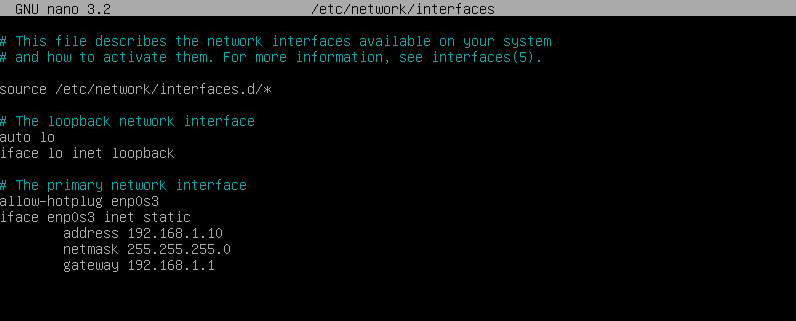 GNU nano 3.2 /etc/network/interfaces
# This file describes the network interfaces available on your system
# and how to activate them. For more information, see interfaces(5).
source /etc/network/interfaces.d/*
# The loopback network interface
auto lo
iface lo inet loopback
# The primary network interface
allow-hotplug enp0s3
iface enp0s3 inet static
address 192.168.1.10
netmask 255.255.255.0
gateway 192.168.1.1